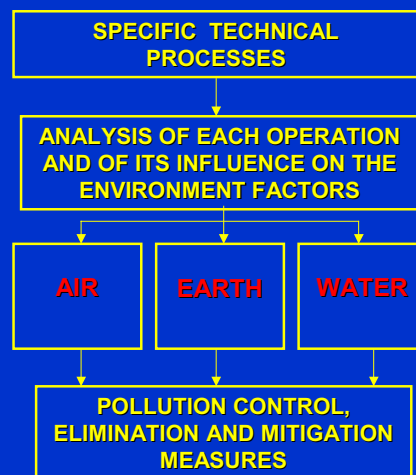 SPECIFIC TECHNICAL
PROCESSES
ANALYSIS OF EACH OPERATION
AND OF ITS INFLUENCE ON THE
ENVIRONMENT FACTORS
AIR
EARTH
WATER
POLLUTION CONTROL,
ELIMINATION AND MITIGATION
MEASURES